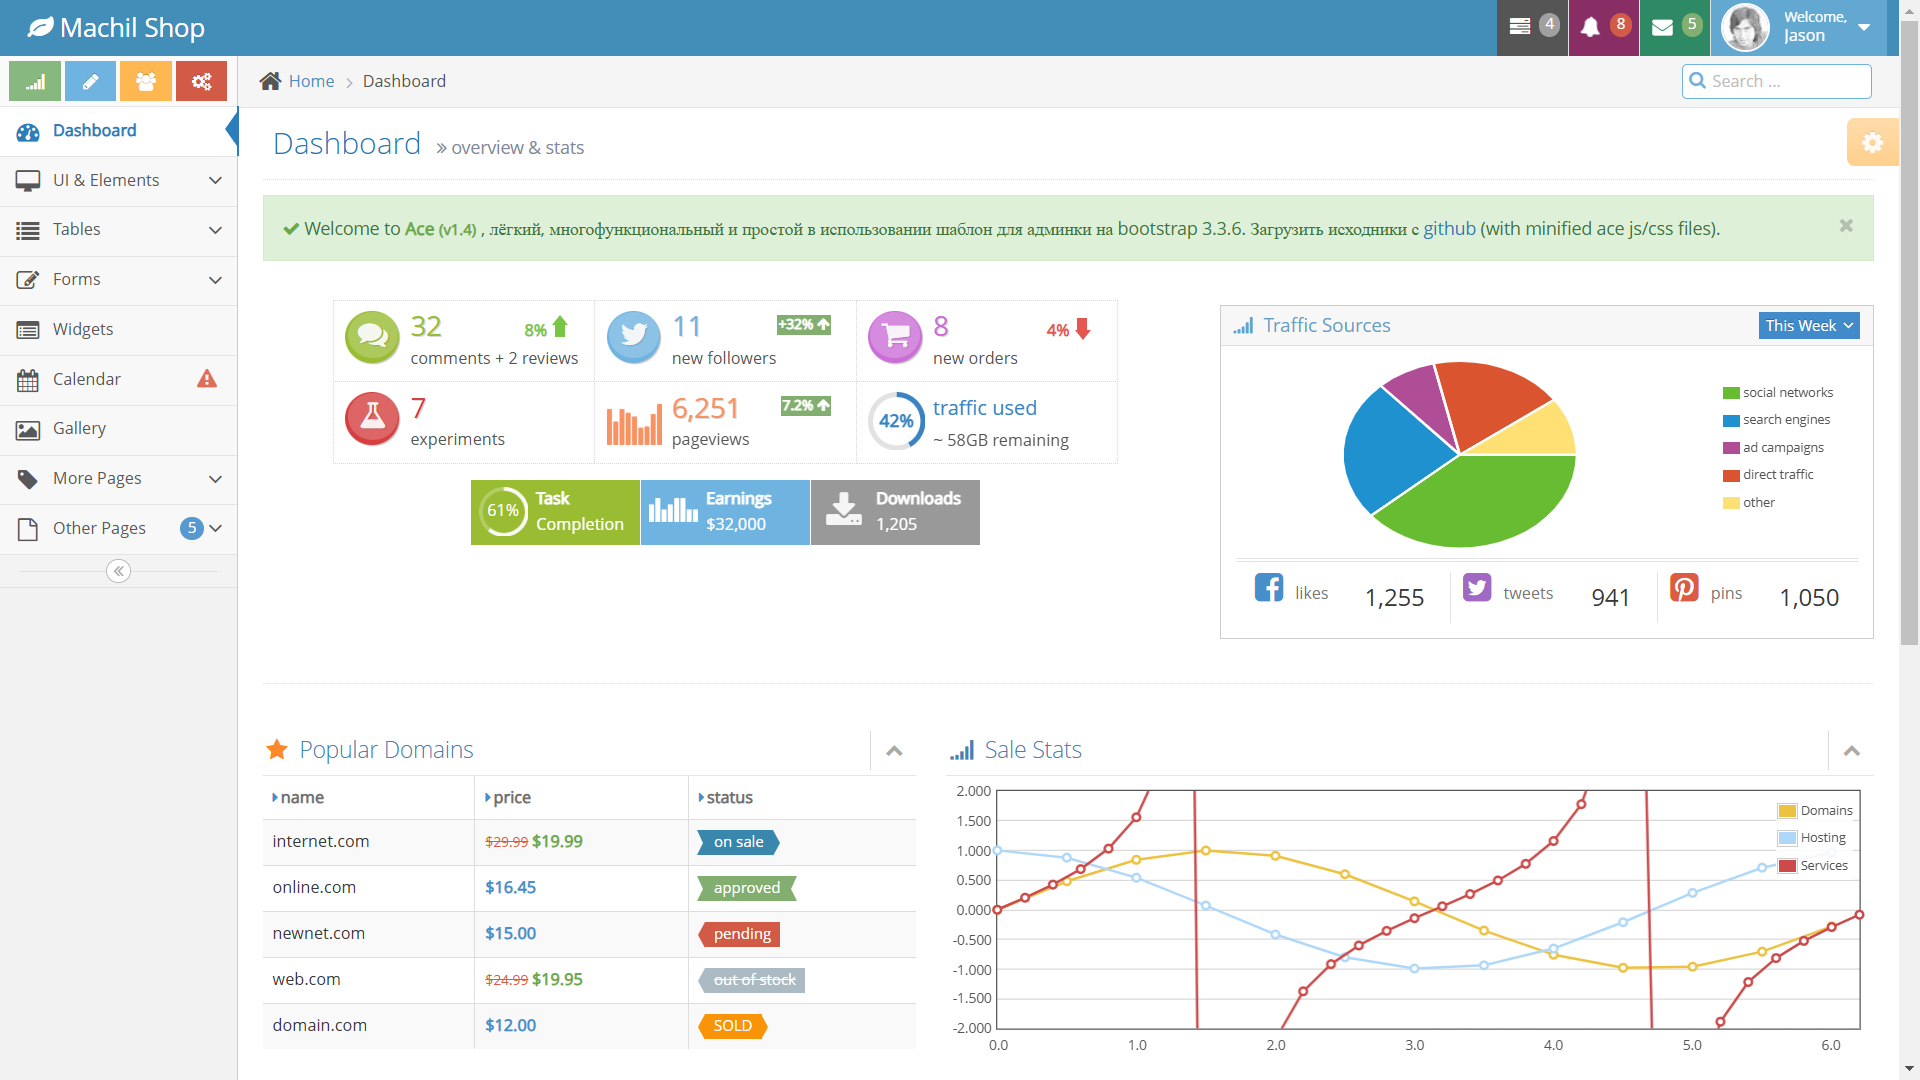 Machil Shop
4
8
5
Welcome,
Jason
Home
Dashboard
Search ...
Dashboard
UI & Elements
Tables
Forms
Widgets
Calendar
Gallery
More Pages
Other Pages 5
Dashboard » overview & stats
Welcome to Ace (v1.4) , лёгкий, многофункциональный и простой в использовании шаблон для админки на bootstrap 3.3.6. Загрузить исходники с github (with minified ace js/css files).
32 8%
comments + 2 reviews
11 +32%
new followers
8 4%
new orders
7
experiments
6,251 7.2%
pageviews
42% traffic used
~ 58GB remaining
61% Task
Completion
Earnings
$32,000
Downloads
1,205
Traffic Sources This Week
social networks
search engines
ad campaigns
direct traffic
other
likes 1,255
tweets 941
pins 1,050
Popular Domains
name price status
internet.com $29.99 $19.99 on sale
online.com $16.45 approved
newnet.com $15.00 pending
web.com $24.99 $19.95 out of stock
domain.com $12.00 SOLD
Sale Stats
2.000
1.500
1.000
0.500
0.000
-0.500
-1.000
-1.500
-2.000
0.0 1.0 2.0 3.0 4.0 5.0 6.0
Domains
Hosting
Services